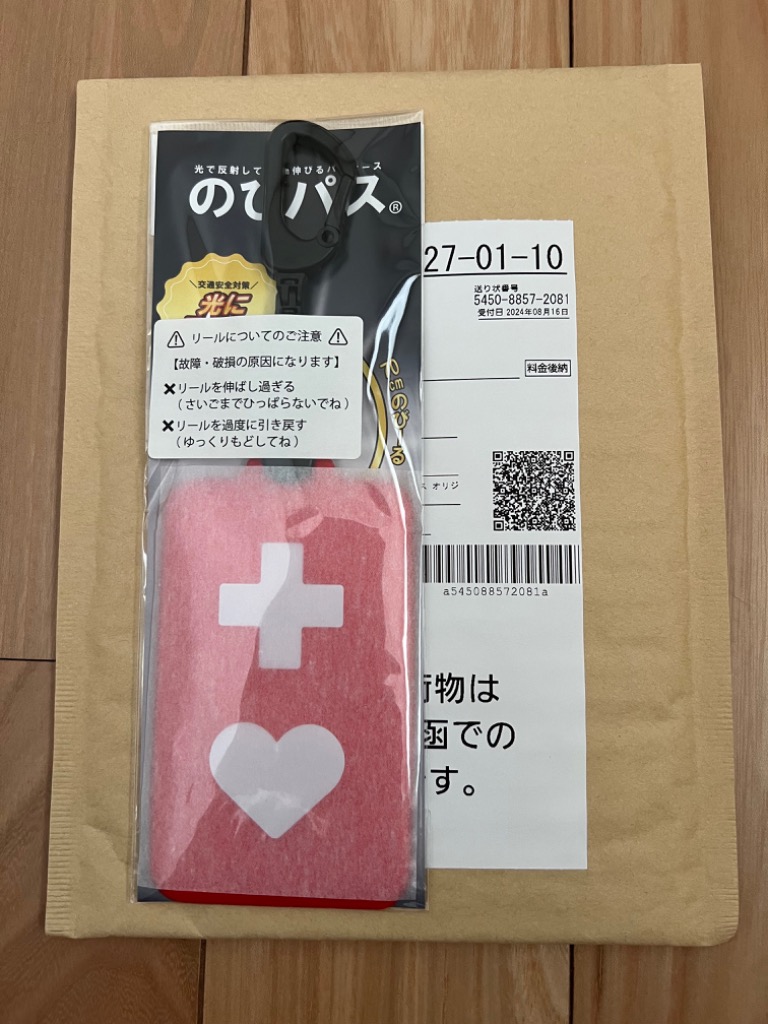 光で反射して
伸びる
ース
のびパス®
交通安全対策
光に
⚠ リールについてのご注意 ⚠
【故障・破損の原因になります】
×リールを伸ばし過ぎる
(さいごまでひっぱらないでね)
×リールを過度に引き戻す
(ゆっくりもどしてね)
cmのび
る
27-01-10
送り状番号
5450-8857-2081
受付日 2024年08月16日
料金後納
ス オリジ
a545088572081a
物は
函での
す。